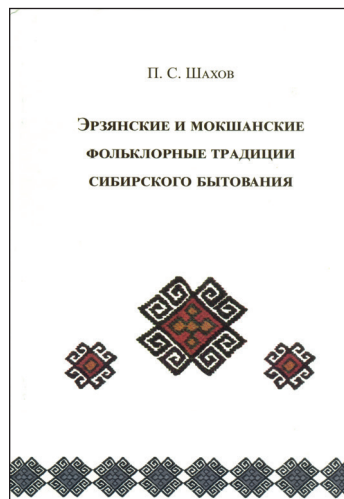 П. С. Шахов
Эрзянские и мокшанские
фольклорные традиции
сибирского бытования